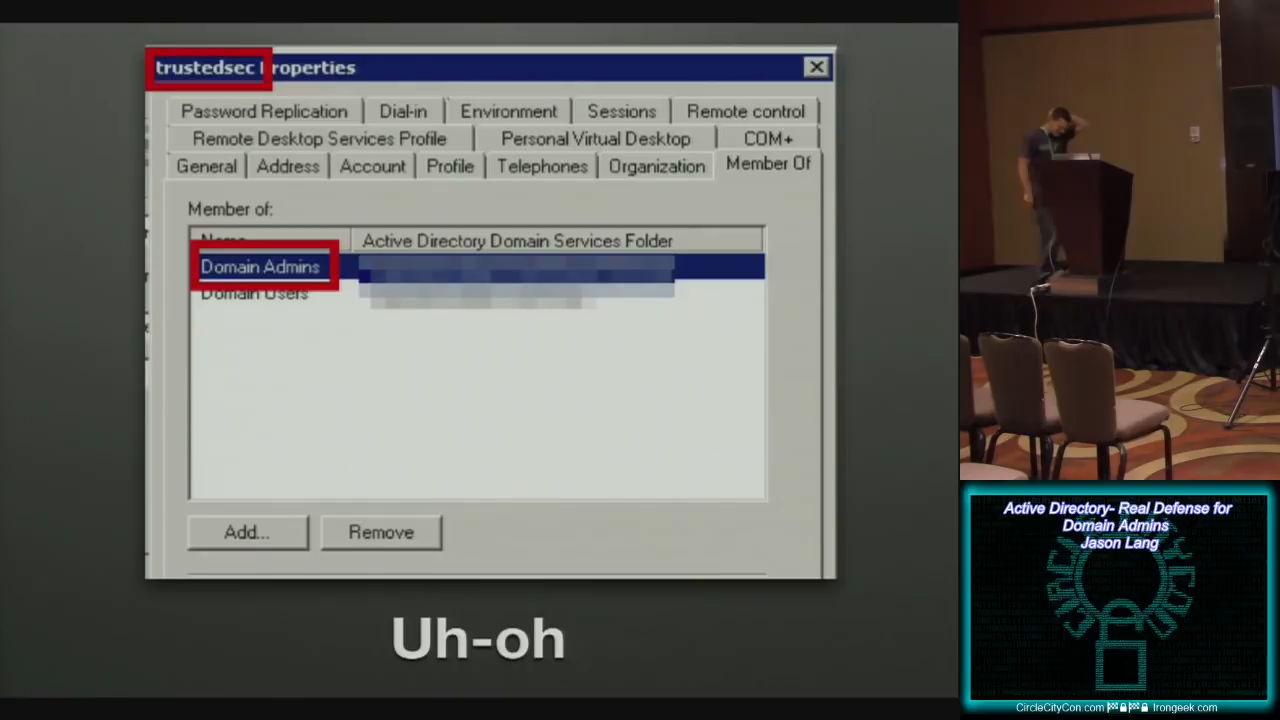 trustedsec Properties
Password Replication Dial-in Environment Sessions Remote control
Remote Desktop Services Profile Personal Virtual Desktop COM+
General Address Account Profile Telephones Organization Member Of
Member of:
Name Active Directory Domain Services Folder
Domain Admins
Domain Users
Add... Remove
Uh-oh
Active Directory- Real Defense for
Domain Admins
Jason Lang
CircleCityCon.com Irongeek.com